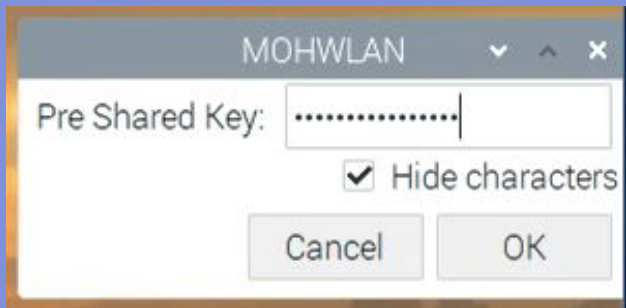 MOHWLAN
Pre Shared Key: ••••••••••••••••
Hide characters
Cancel OK